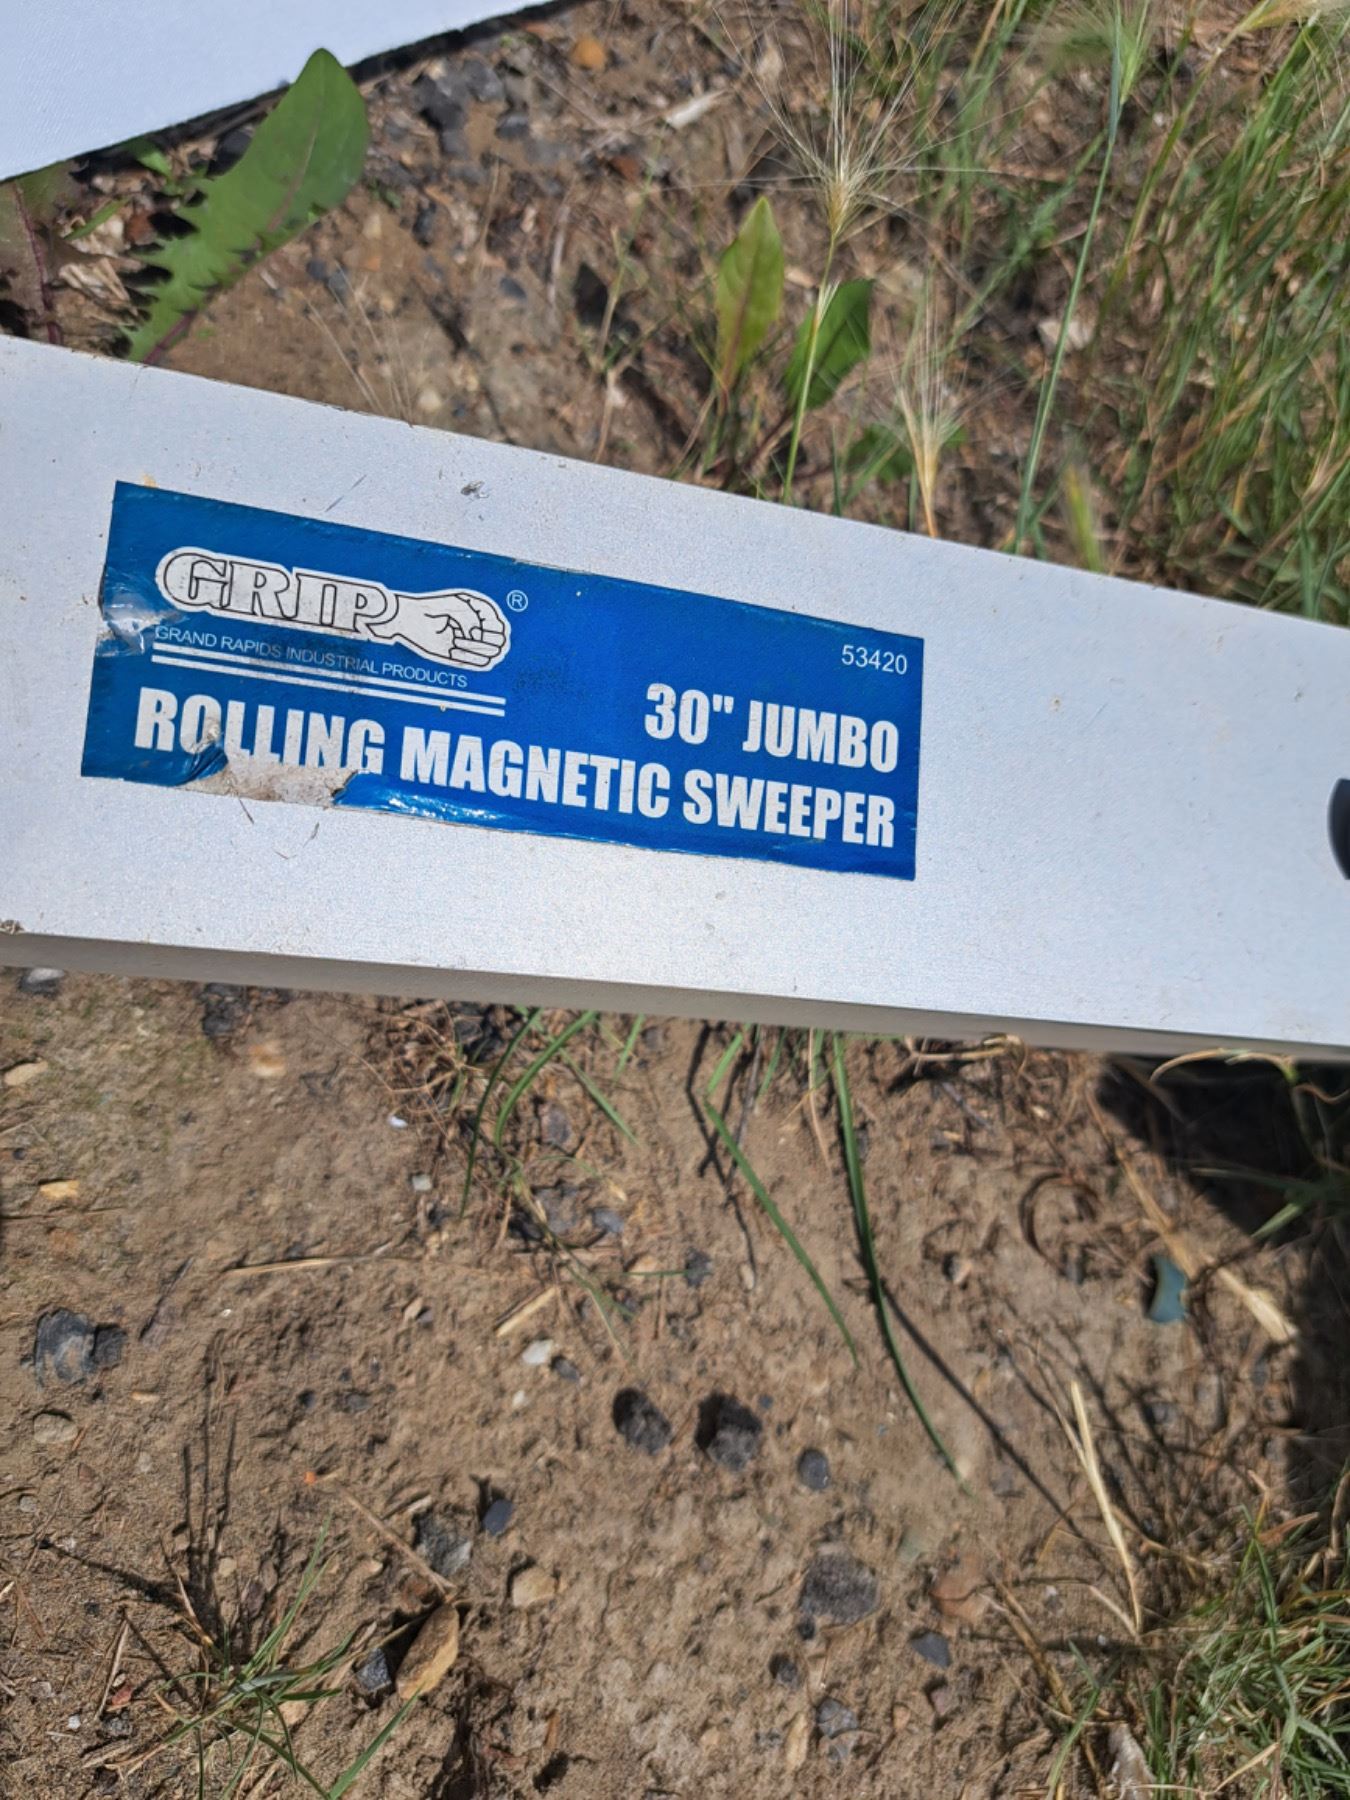 GRIP®
GRAND RAPIDS INDUSTRIAL PRODUCTS
53420
30" JUMBO
ROLLING MAGNETIC SWEEPER